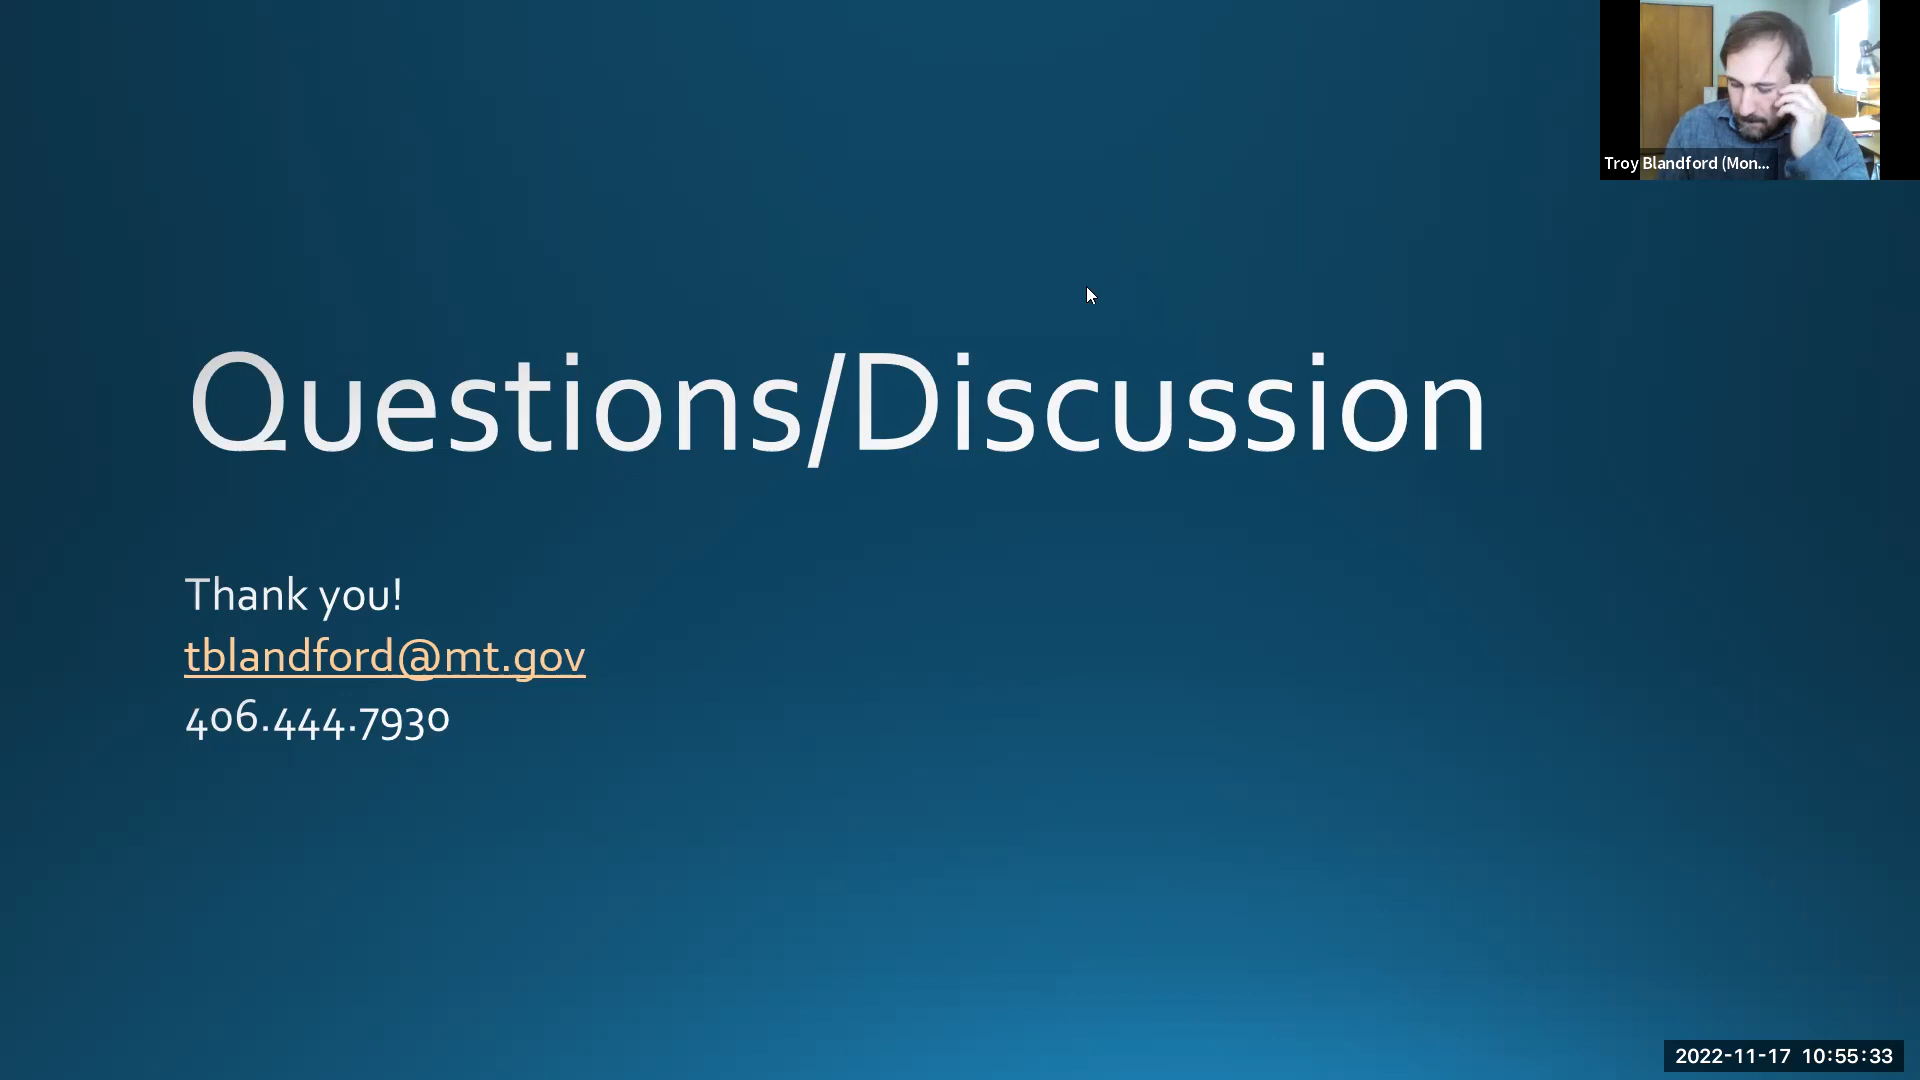 Troy Blandford (Mon...
Questions/Discussion
Thank you!
tblandford@mt.gov
406.444.7930
2022-11-17 10:55:33